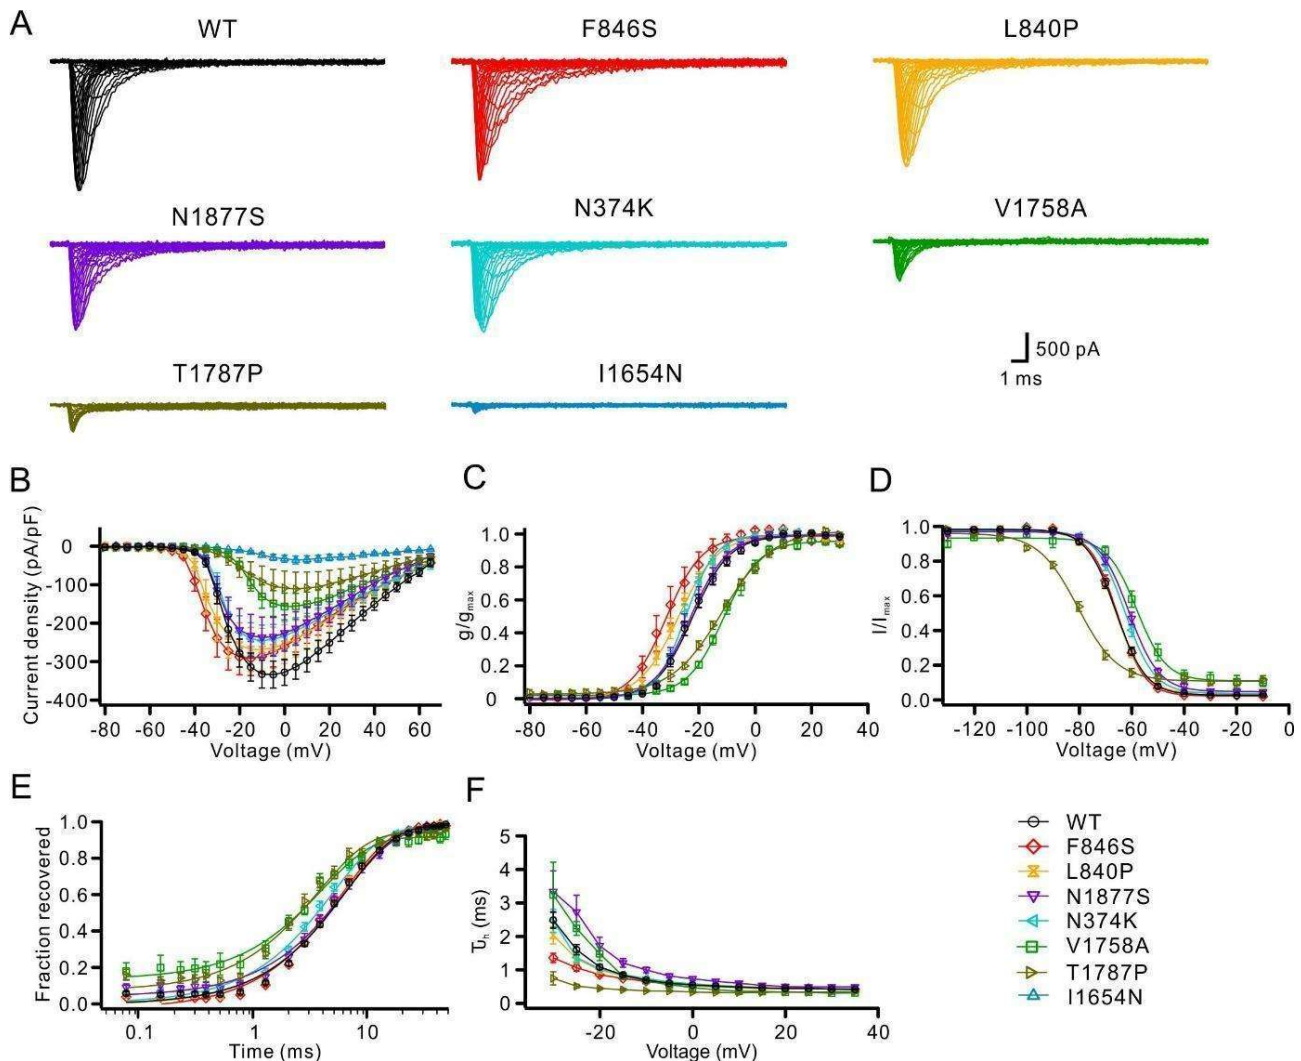 A
WT
F846S
L840P
N1877S
N374K
V1758A
500 pA
1 ms
T1787P
I1654N
B
Current density (pA/pF)
0
-100
-200
-300
-400
-80 -60 -40 -20 0 20 40 60
Voltage (mV)
C
g/gmax
1.0
0.8
0.6
0.4
0.2
0
-80 -60 -40 -20 0 20
Voltage (mV)
D
I/Imax
1.0
0.8
0.6
0.4
0.2
0.0
-120 -100 -80 -60 -40 -20 0
Voltage (mV)
E
Fraction recovered
1.0
0.8
0.6
0.4
0.2
0.0
0.1 1 10
Time (ms)
F
τh (ms)
5
4
3
2
1
0
-20 0 20 40
Voltage (mV)
WT
F846S
L840P
N1877S
N374K
V1758A
T1787P
I1654N